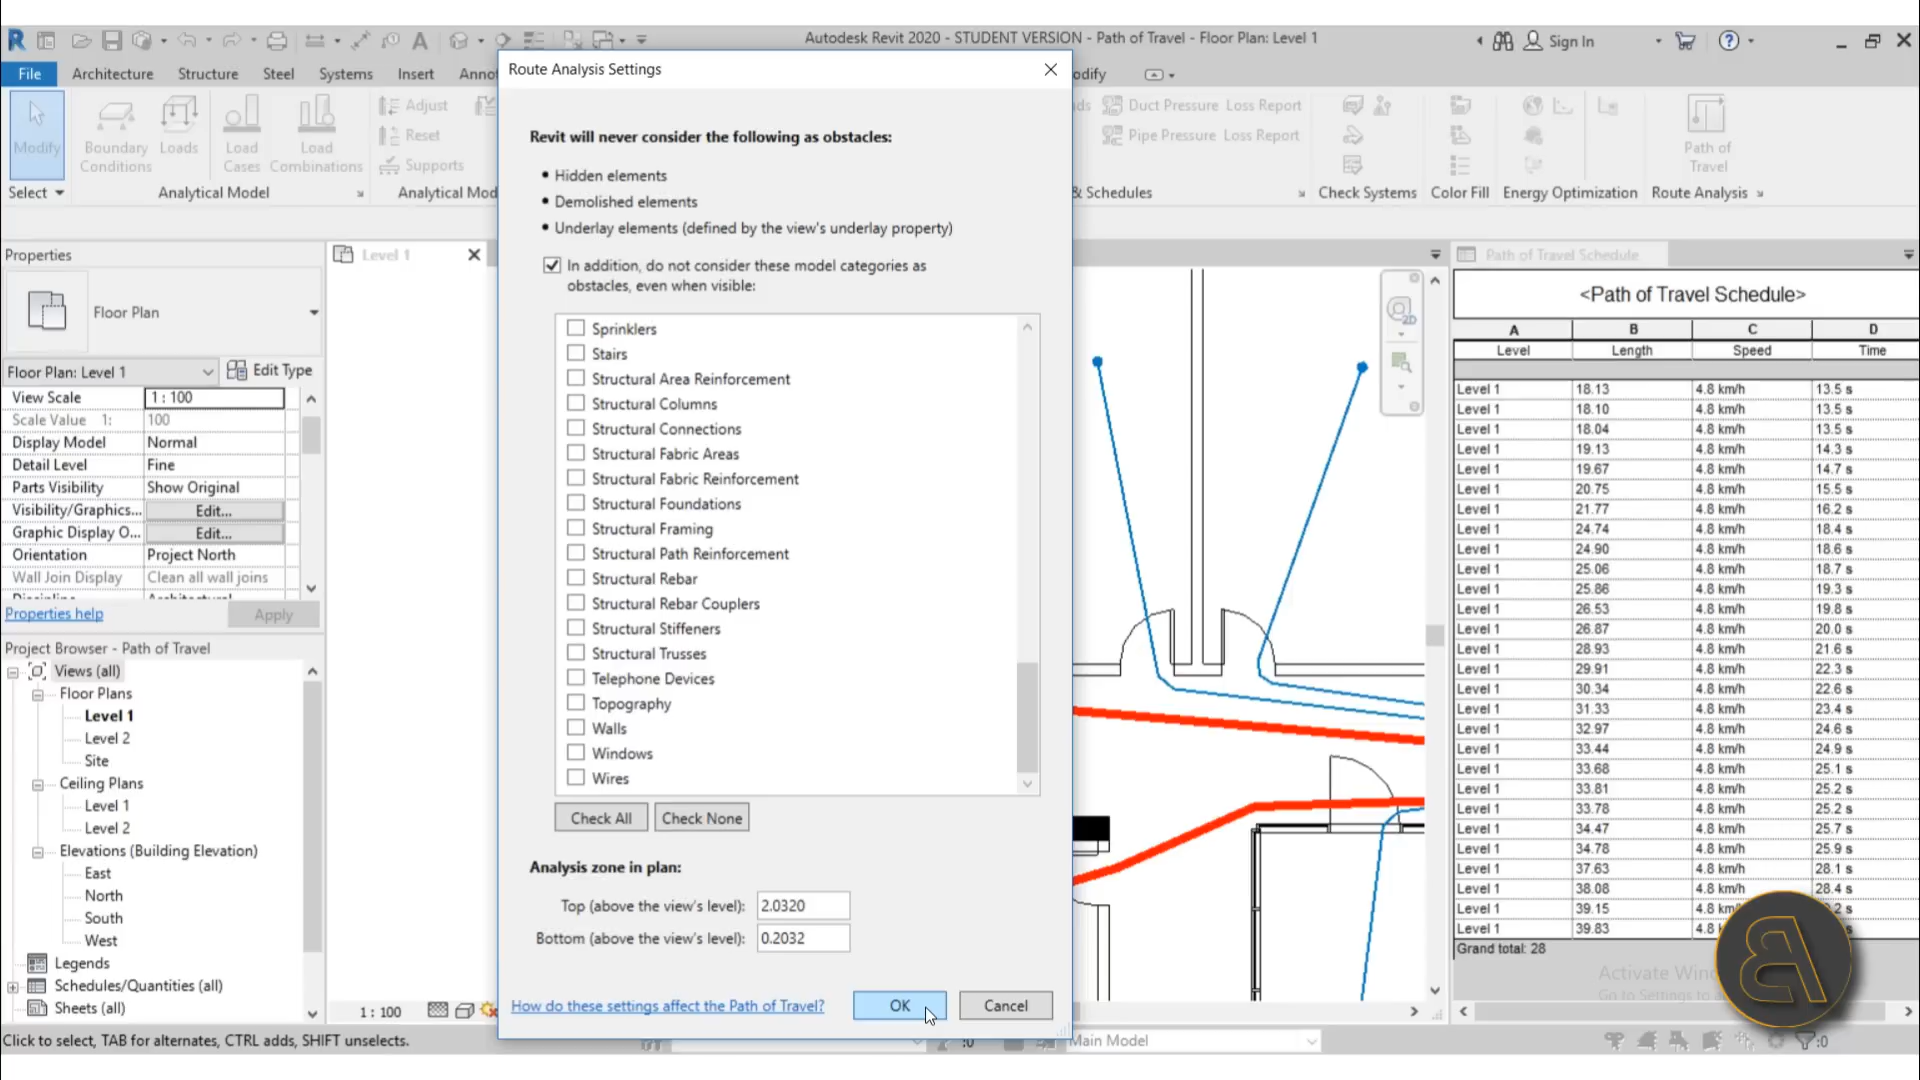 Autodesk Revit 2020 - STUDENT VERSION - Path of Travel - Floor Plan: Level 1
Sign In
File
Architecture
Structure
Steel
Systems
Insert
Anno
odify
Modify
Select
Boundary
Conditions
Loads
Load
Cases
Load
Combinations
Analytical Model
Adjust
Reset
Supports
Analytical Mod
ds
Duct Pressure Loss Report
Pipe Pressure Loss Report
& Schedules
Check Systems
Color Fill
Energy Optimization
Path of
Travel
Route Analysis
Properties
Floor Plan
Floor Plan: Level 1
Edit Type
View Scale 1 : 100
Scale Value 1: 100
Display Model Normal
Detail Level Fine
Parts Visibility Show Original
Visibility/Graphics... Edit...
Graphic Display O... Edit...
Orientation Project North
Wall Join Display Clean all wall joins
Properties help
Apply
Project Browser - Path of Travel
Views (all)
Floor Plans
Level 1
Level 2
Site
Ceiling Plans
Level 1
Level 2
Elevations (Building Elevation)
East
North
South
West
Legends
Schedules/Quantities (all)
Sheets (all)
Click to select, TAB for alternates, CTRL adds, SHIFT unselects.
Level 1
1 : 100
Route Analysis Settings
Revit will never consider the following as obstacles:
• Hidden elements
• Demolished elements
• Underlay elements (defined by the view's underlay property)
In addition, do not consider these model categories as
obstacles, even when visible:
Sprinklers
Stairs
Structural Area Reinforcement
Structural Columns
Structural Connections
Structural Fabric Areas
Structural Fabric Reinforcement
Structural Foundations
Structural Framing
Structural Path Reinforcement
Structural Rebar
Structural Rebar Couplers
Structural Stiffeners
Structural Trusses
Telephone Devices
Topography
Walls
Windows
Wires
Check All
Check None
Analysis zone in plan:
Top (above the view's level): 2.0320
Bottom (above the view's level): 0.2032
How do these settings affect the Path of Travel?
OK
Cancel
:0
Main Model
:0
2D
Path of Travel Schedule
<Path of Travel Schedule>
A B C D
Level Length Speed Time
Level 1 18.13 4.8 km/h 13.5 s
Level 1 18.10 4.8 km/h 13.5 s
Level 1 18.04 4.8 km/h 13.5 s
Level 1 19.13 4.8 km/h 14.3 s
Level 1 19.67 4.8 km/h 14.7 s
Level 1 20.75 4.8 km/h 15.5 s
Level 1 21.77 4.8 km/h 16.2 s
Level 1 24.74 4.8 km/h 18.4 s
Level 1 24.90 4.8 km/h 18.6 s
Level 1 25.06 4.8 km/h 18.7 s
Level 1 25.86 4.8 km/h 19.3 s
Level 1 26.53 4.8 km/h 19.8 s
Level 1 26.87 4.8 km/h 20.0 s
Level 1 28.93 4.8 km/h 21.6 s
Level 1 29.91 4.8 km/h 22.3 s
Level 1 30.34 4.8 km/h 22.6 s
Level 1 31.33 4.8 km/h 23.4 s
Level 1 32.97 4.8 km/h 24.6 s
Level 1 33.44 4.8 km/h 24.9 s
Level 1 33.68 4.8 km/h 25.1 s
Level 1 33.81 4.8 km/h 25.2 s
Level 1 33.78 4.8 km/h 25.2 s
Level 1 34.47 4.8 km/h 25.7 s
Level 1 34.78 4.8 km/h 25.9 s
Level 1 37.63 4.8 km/h 28.1 s
Level 1 38.08 4.8 km/h 28.4 s
Level 1 39.15 4.8 km .2 s
Level 1 39.83 4.8 s
Grand total: 28
Activate Win
Go to Settings to a